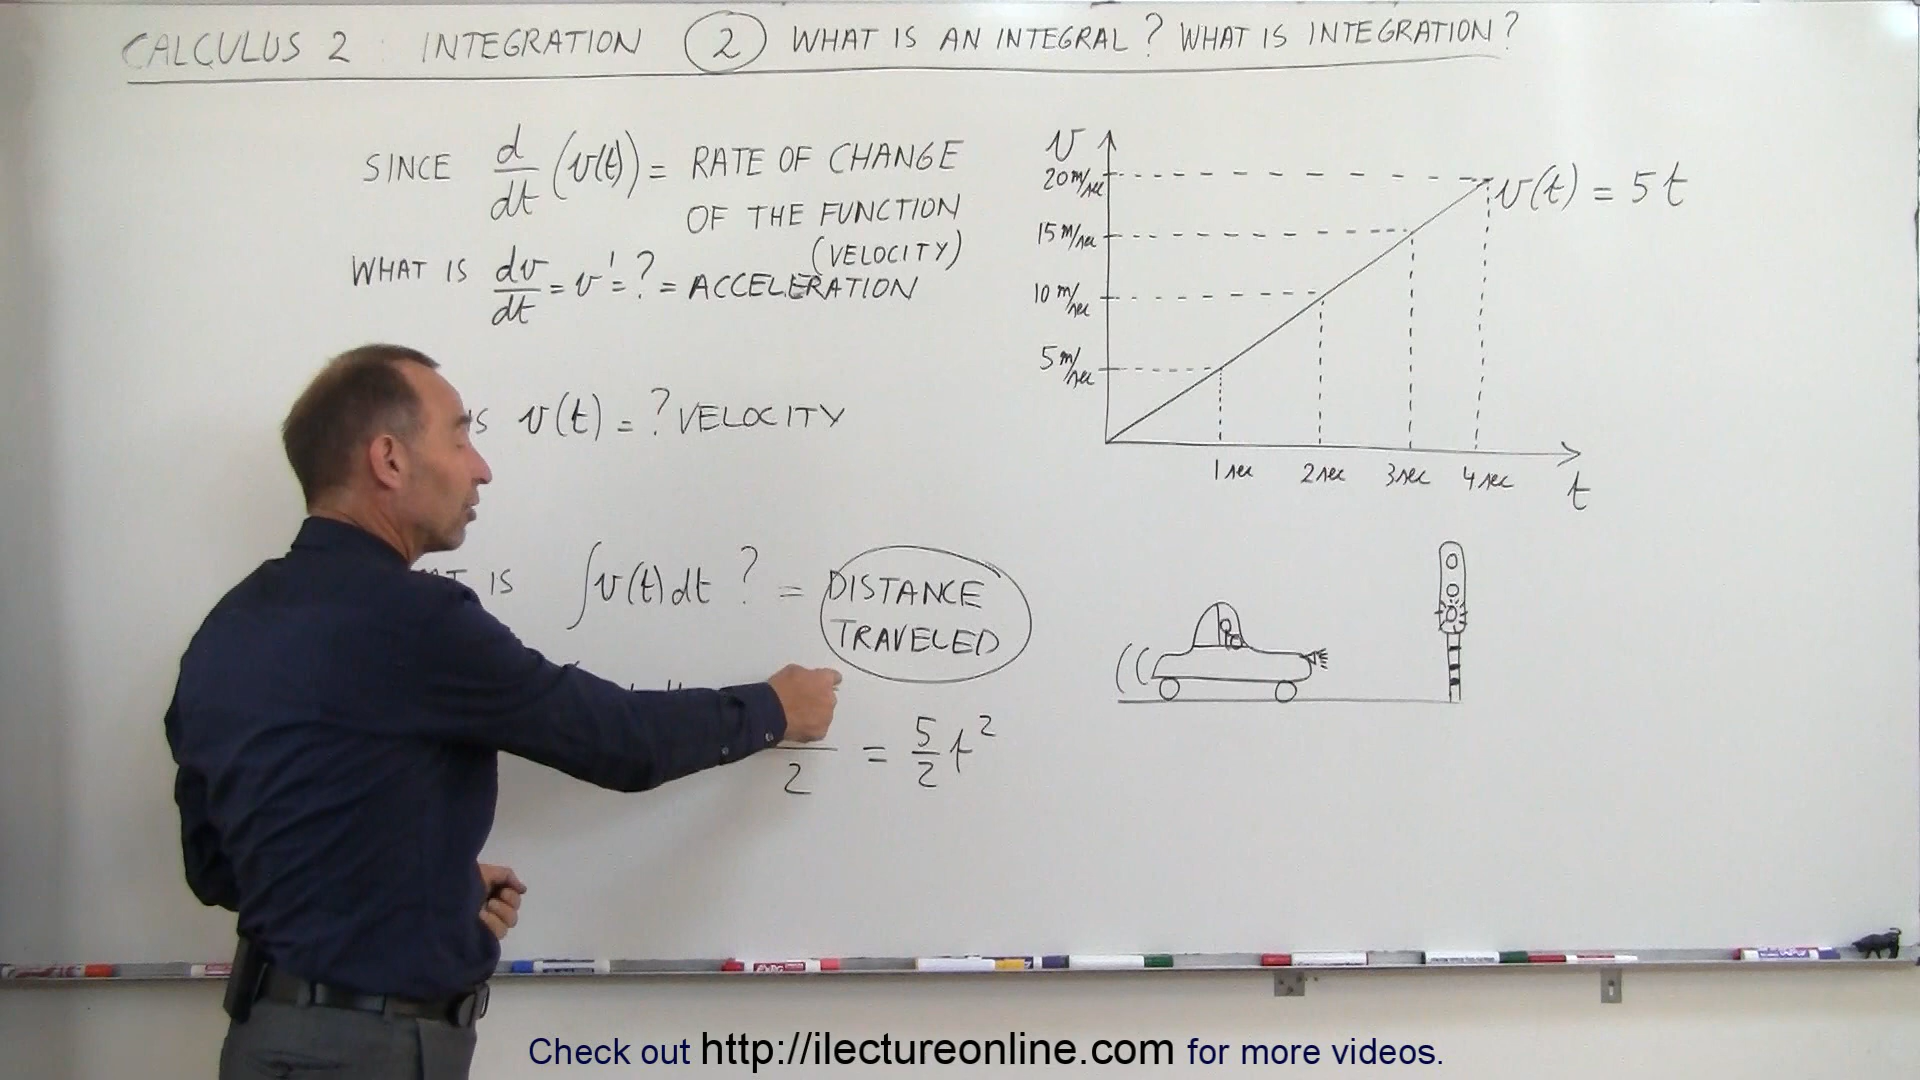 CALCULUS 2 : INTEGRATION (2) WHAT IS AN INTEGRAL? WHAT IS INTEGRATION?
SINCE d/dt (v(t)) = RATE OF CHANGE
OF THE FUNCTION
(VELOCITY)
WHAT IS dv/dt = v' = ? = ACCELERATION
v(t) = ? VELOCITY
IS ∫v(t)dt ? = DISTANCE
TRAVELED
2 = 5/2 t²
v
20 m/sec
15 m/sec
10 m/sec
5 m/sec
v(t) = 5t
1 sec 2 sec 3 sec 4 sec
t
Check out http://ilectureonline.com for more videos.